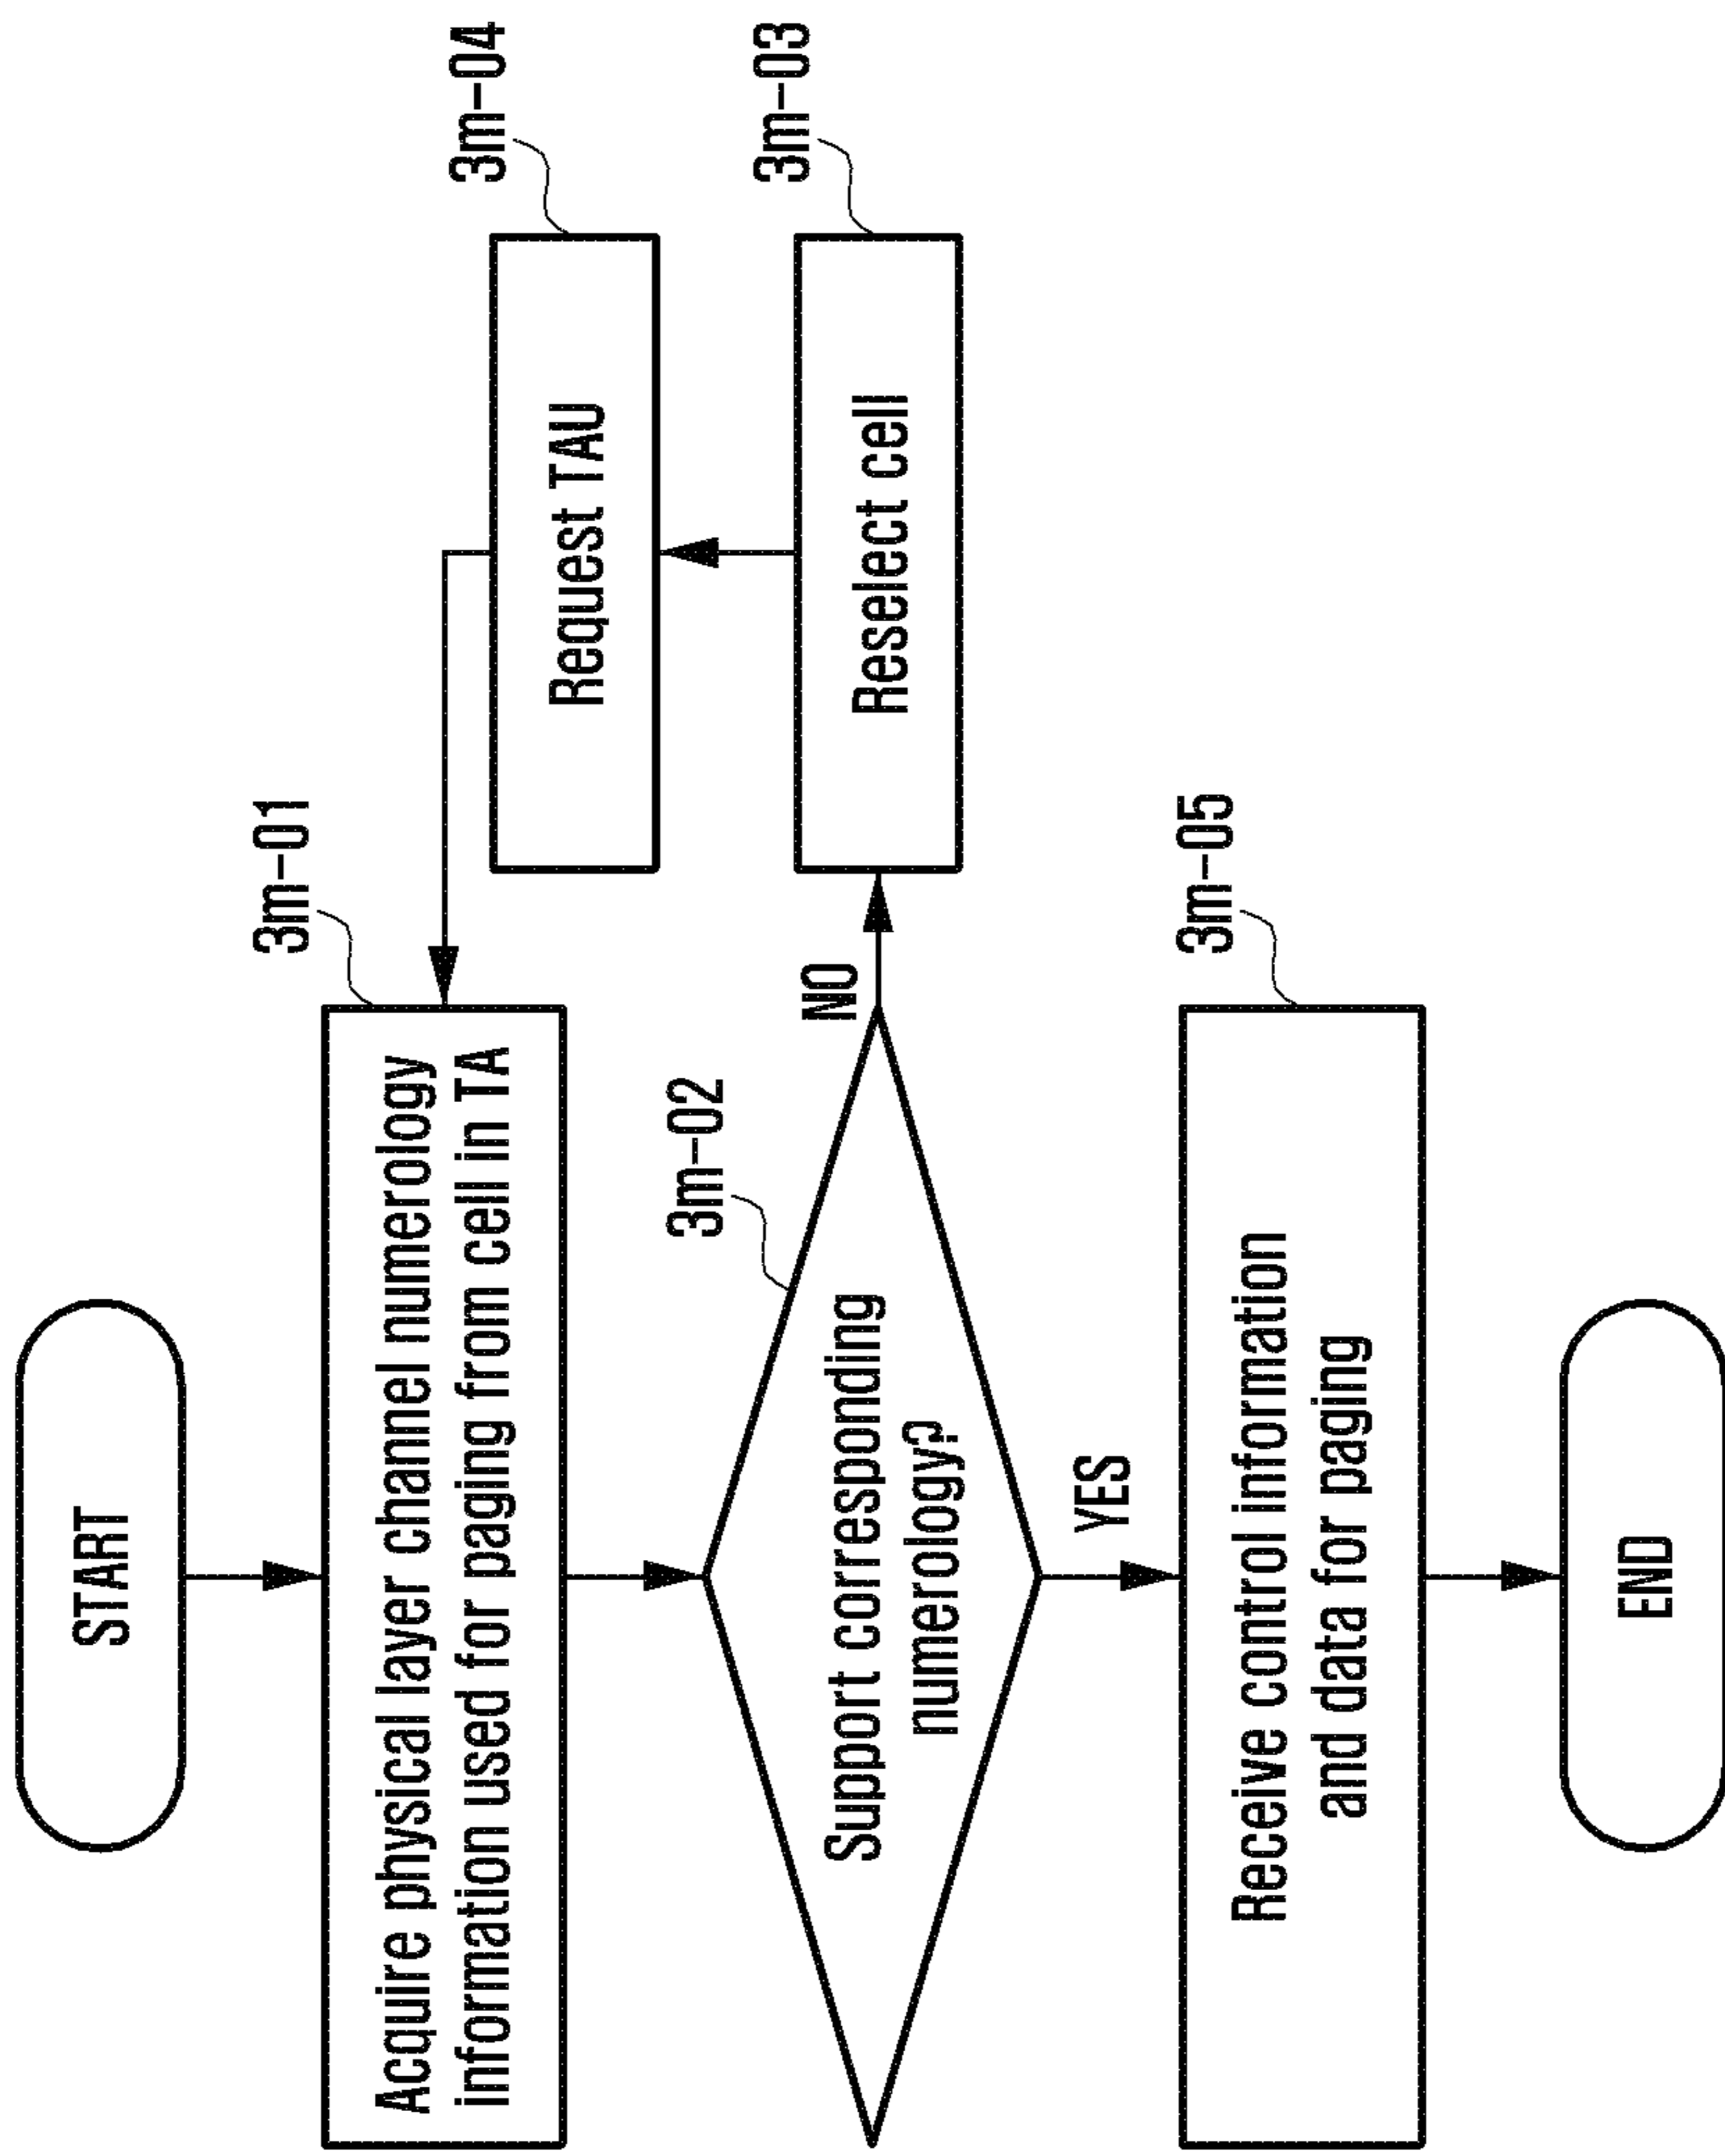 START
3m-01
Acquire physical layer channel numerology
information used for paging from cell in TA
3m-04
Request TAU
3m-02
Support corresponding
numerology?
NO
3m-03
Reselect cell
YES
3m-05
Receive control information
and data for paging
END